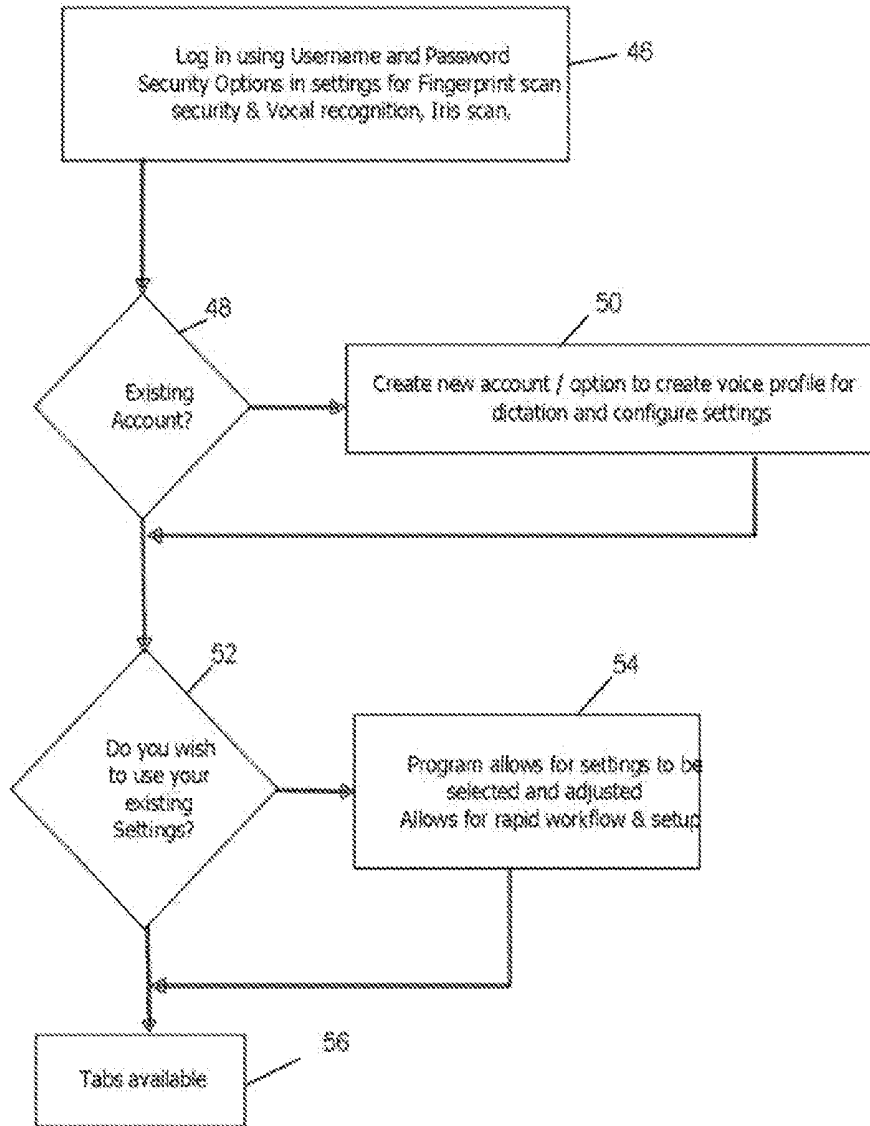 Log in using Username and Password
Security Options in settings for Fingerprint scan
security & Vocal recognition, Iris scan.
46
48
Existing
Account?
50
Create new account / option to create voice profile for
dictation and configure settings
52
Do you wish
to use your
existing
Settings?
54
Program allows for settings to be
selected and adjusted
Allows for rapid workflow & setup
Tabs available
56